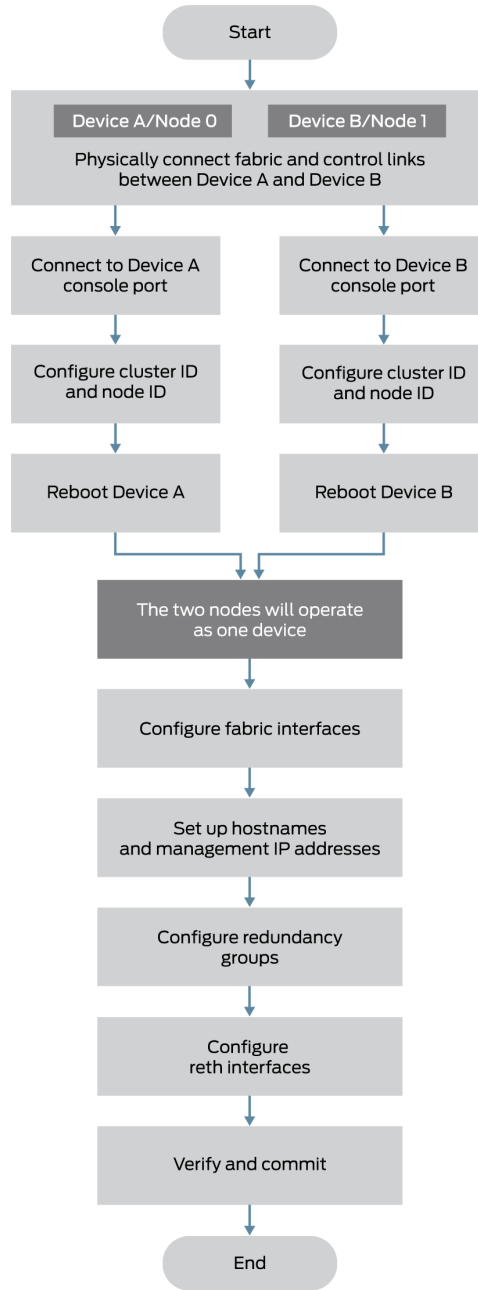 Start
Device A/Node 0
Device B/Node 1
Physically connect fabric and control links
between Device A and Device B
Connect to Device A
console port
Connect to Device B
console port
Configure cluster ID
and node ID
Configure cluster ID
and node ID
Reboot Device A
Reboot Device B
The two nodes will operate
as one device
Configure fabric interfaces
Set up hostnames
and management IP addresses
Configure redundancy
groups
Configure
reth interfaces
Verify and commit
End